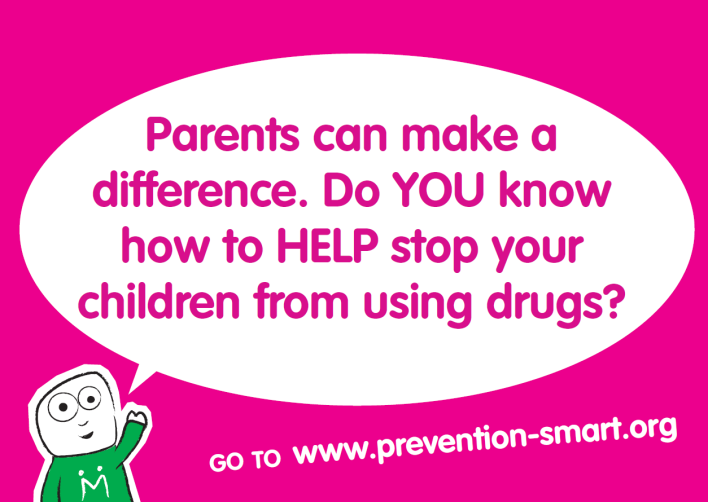 Parents can make a
difference. Do YOU know
how to HELP stop your
children from using drugs?
GO TO www.prevention-smart.org
M